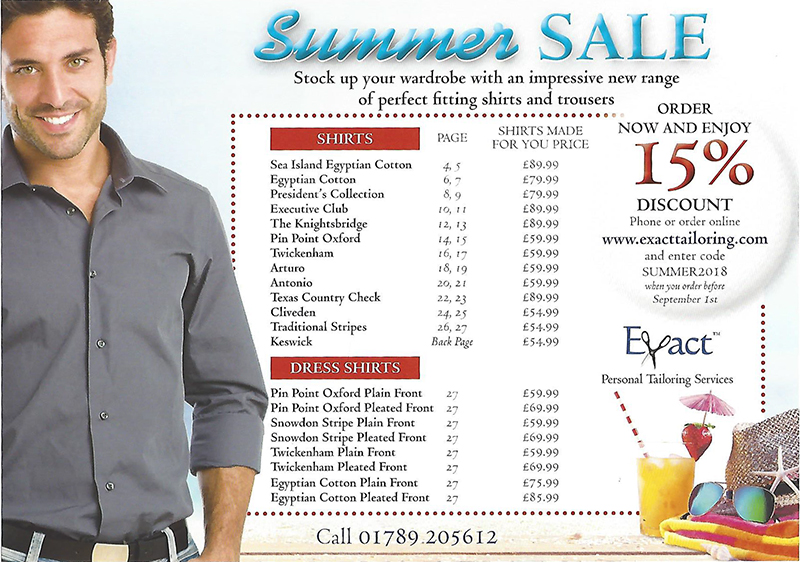 Summer SALE
Stock up your wardrobe with an impressive new range
of perfect fitting shirts and trousers
ORDER
NOW AND ENJOY
15%
DISCOUNT
Phone or order online
www.exacttailoring.com
and enter code
SUMMER2018
when you order before
September 1st
SHIRTS PAGE SHIRTS MADE
FOR YOU PRICE
Sea Island Egyptian Cotton 4, 5 £89.99
Egyptian Cotton 6, 7 £79.99
President's Collection 8, 9 £79.99
Executive Club 10, 11 £89.99
The Knightsbridge 12, 13 £89.99
Pin Point Oxford 14, 15 £59.99
Twickenham 16, 17 £59.99
Arturo 18, 19 £59.99
Antonio 20, 21 £59.99
Texas Country Check 22, 23 £89.99
Cliveden 24, 25 £54.99
Traditional Stripes 26, 27 £54.99
Keswick Back Page £54.99
Exact™
Personal Tailoring Services
DRESS SHIRTS
Pin Point Oxford Plain Front 27 £59.99
Pin Point Oxford Pleated Front 27 £69.99
Snowdon Stripe Plain Front 27 £59.99
Snowdon Stripe Pleated Front 27 £69.99
Twickenham Plain Front 27 £59.99
Twickenham Pleated Front 27 £69.99
Egyptian Cotton Plain Front 27 £75.99
Egyptian Cotton Pleated Front 27 £85.99
Call 01789 205612